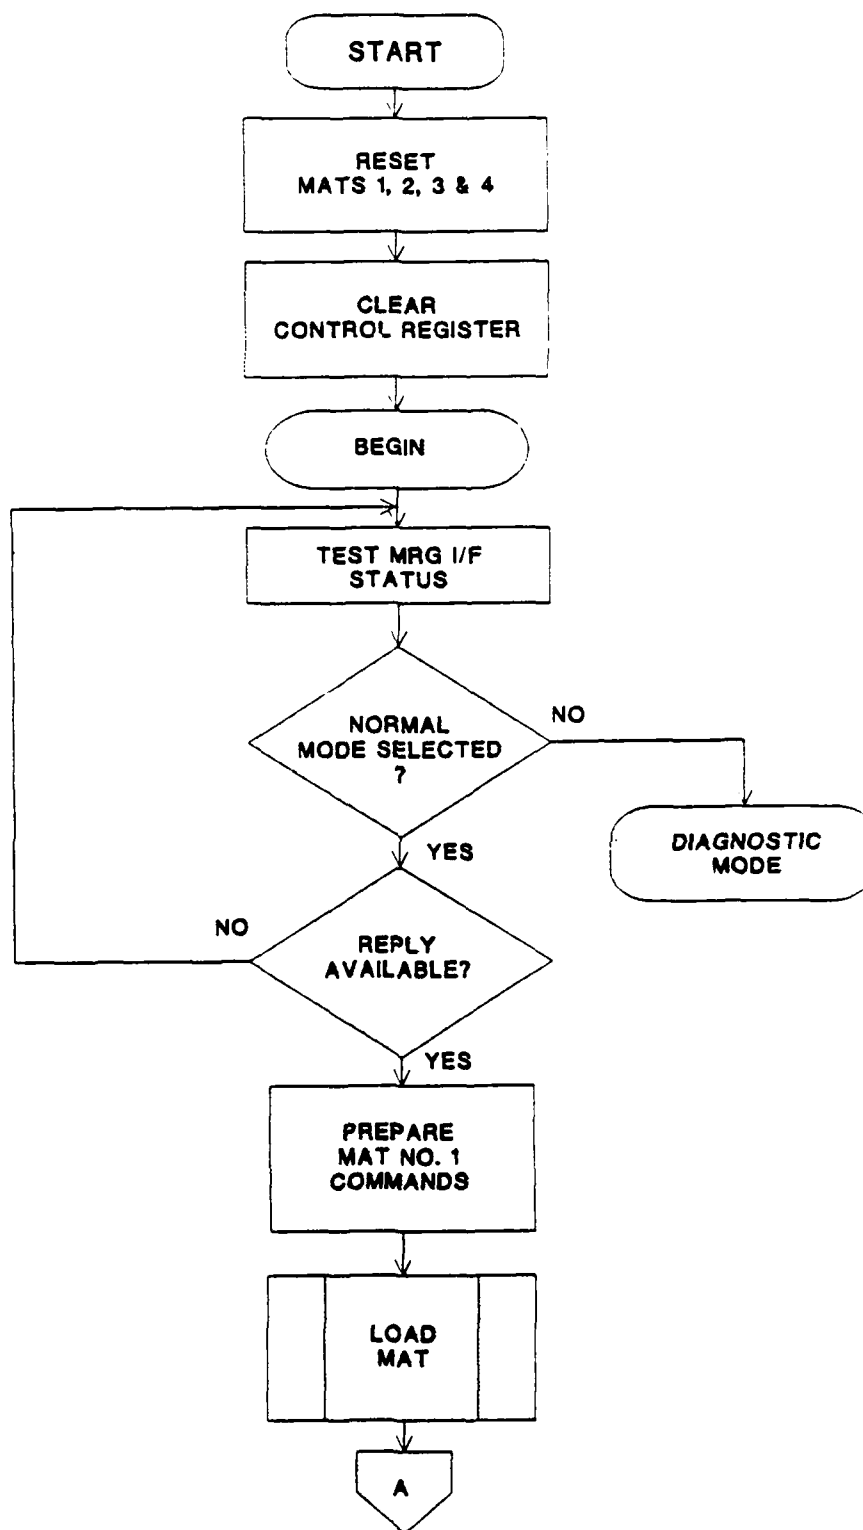 START
RESET
MATS 1, 2, 3 & 4
CLEAR
CONTROL REGISTER
BEGIN
TEST MRG I/F
STATUS
NORMAL
MODE SELECTED
?
NO
YES
DIAGNOSTIC
MODE
NO
REPLY
AVAILABLE?
YES
PREPARE
MAT NO. 1
COMMANDS
LOAD
MAT
A